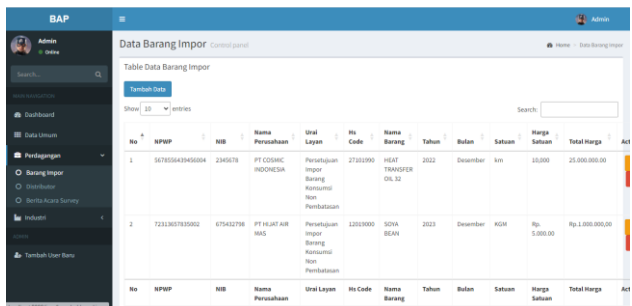 BAP
Admin
Admin
Online
Data Barang Impor Control panel
Home > Data Barang Impor
Search...
Table Data Barang Impor
Tambah Data
MAIN NAVIGATION
Show 10 entries
Search:
Dashboard
Data Umum
Perdagangan
Barang Impor
Distributor
Berita Acara Survey
Industri
Tambah User Baru
No NPWP NIB Nama Perusahaan Urai Layan Hs Code Nama Barang Tahun Bulan Satuan Harga Satuan Total Harga Act
1 2345678 PT COSMIC INDONESIA Persetujuan Impor Barang Konsumsi Non Pembatasan 27101990 HEAT TRANSFER OIL 32 2022 Desember km 10,000 25.000.000.00
2 72313657835002 675432798 PT HIJAT AIR MAS Persetujuan Impor Barang Konsumsi Non Pembatasan 12019000 SOYA BEAN 2023 Desember KGM Rp. 5.000.00 Rp.1.000.000,00
No NPWP NIB Nama Perusahaan Urai Layan Hs Code Nama Barang Tahun Bulan Satuan Harga Satuan Total Harga Act